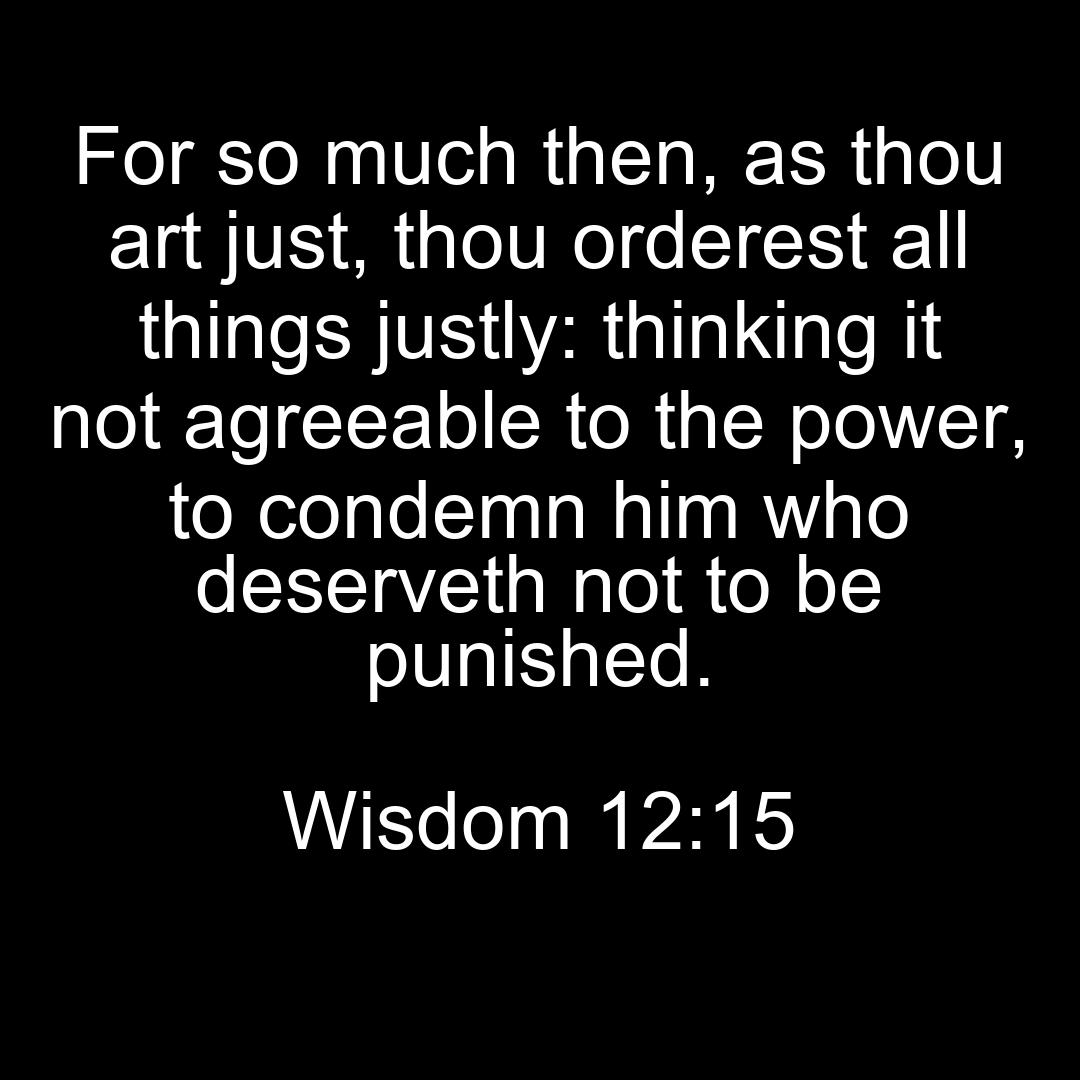 For so much then, as thou
art just, thou orderest all
things justly: thinking it
not agreeable to the power,
to condemn him who
deserveth not to be
punished.
Wisdom 12:15